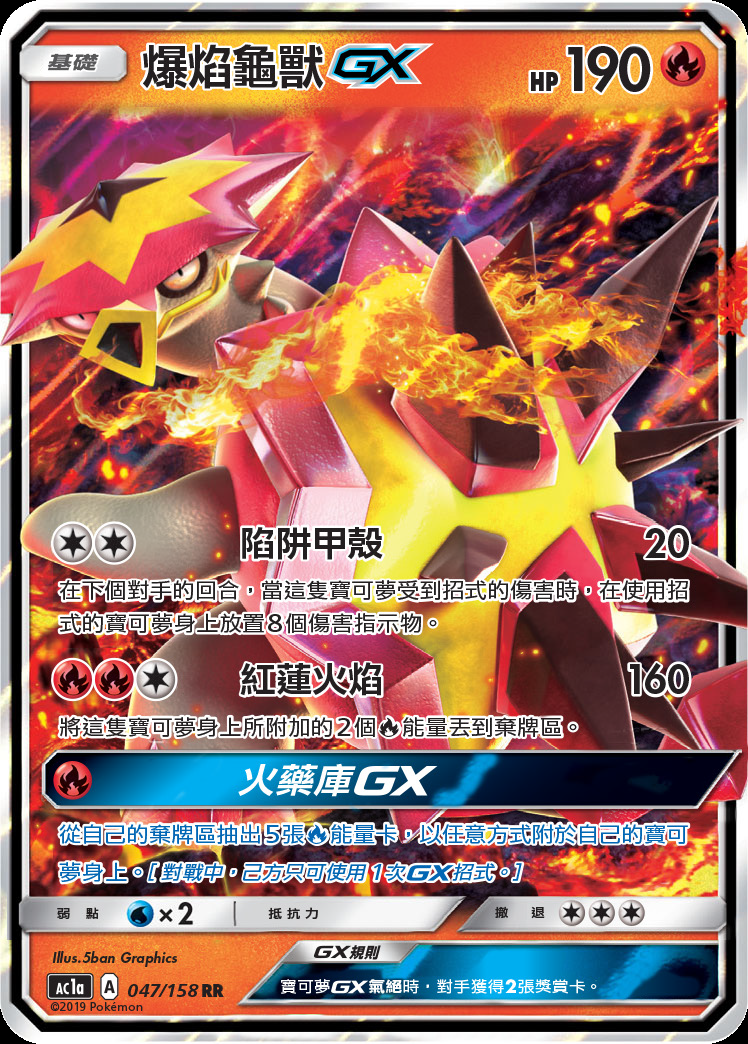 基礎 爆焰龜獸GX HP 190
陷阱甲殼 20
在下個對手的回合,當這隻寶可夢受到招式的傷害時,在使用招
式的寶可夢身上放置8個傷害指示物。
紅蓮火焰 160
將這隻寶可夢身上所附加的2個能量丟到棄牌區。
火藥庫GX
從自己的棄牌區抽出5張能量卡,以任意方式附於自己的寶可
夢身上。[對戰中,己方只可使用1次GX招式。]
弱點 ×2 抵抗力 撤退
Illus.5ban Graphics
GX規則
AC1a A 047/158 RR
寶可夢GX氣絕時,對手獲得2張獎賞卡。
©2019 Pokémon